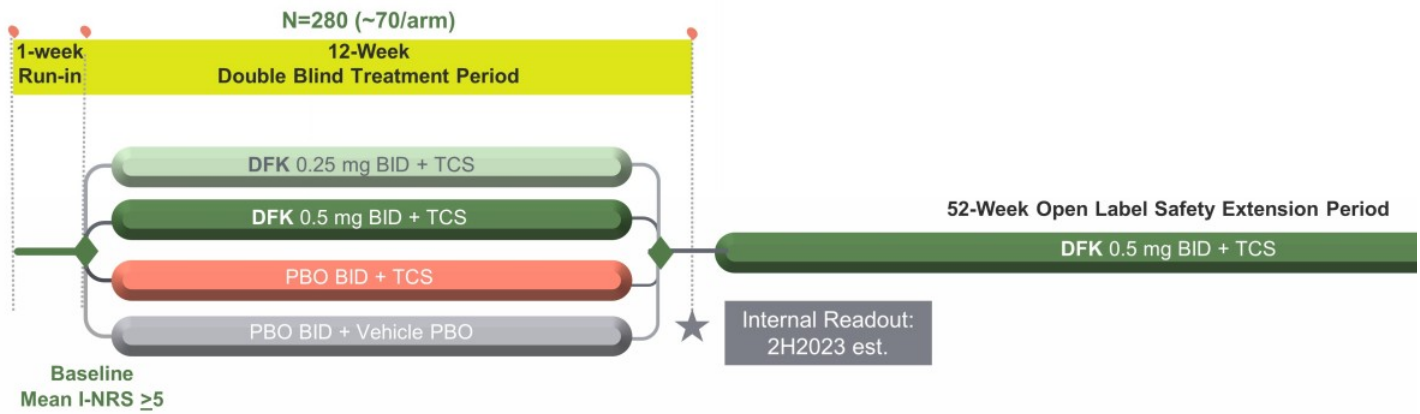 N=280 (~70/arm)
1-week
Run-in
12-Week
Double Blind Treatment Period
DFK 0.25 mg BID + TCS
DFK 0.5 mg BID + TCS
PBO BID + TCS
PBO BID + Vehicle PBO
Baseline
Mean I-NRS ≥5
Internal Readout:
2H2023 est.
52-Week Open Label Safety Extension Period
DFK 0.5 mg BID + TCS